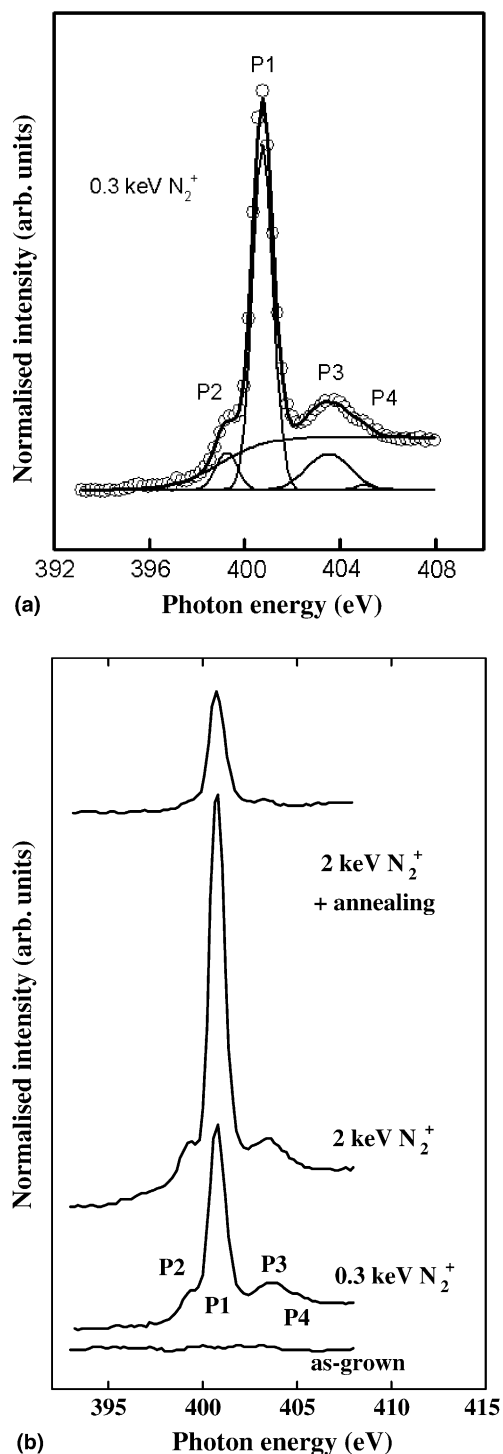 Normalised intensity (arb. units)
P1
0.3 keV N₂⁺
P2
P3
P4
392 396 400 404 408
(a) Photon energy (eV)
Normalised intensity (arb. units)
2 keV N₂⁺
+ annealing
2 keV N₂⁺
0.3 keV N₂⁺
P2
P3
P1
P4
as-grown
395 400 405 410 415
(b) Photon energy (eV)